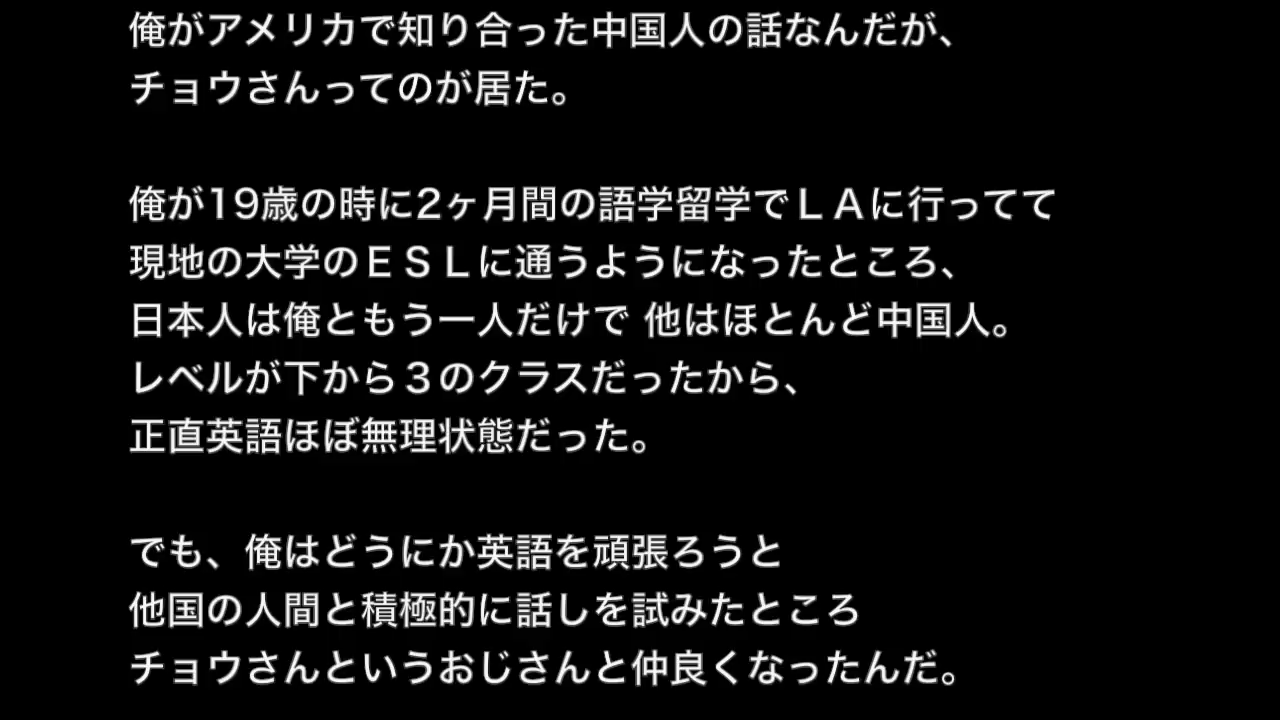 俺がアメリカで知り合った中国人の話なんだが、
チョウさんってのが居た。
俺が19歳の時に2ヶ月間の語学留学でＬＡに行ってて
現地の大学のＥＳＬに通うようになったところ、
日本人は俺ともう一人だけで 他はほとんど中国人。
レベルが下から３のクラスだったから、
正直英語ほぼ無理状態だった。
でも、俺はどうにか英語を頑張ろうと
他国の人間と積極的に話しを試みたところ
チョウさんというおじさんと仲良くなったんだ。